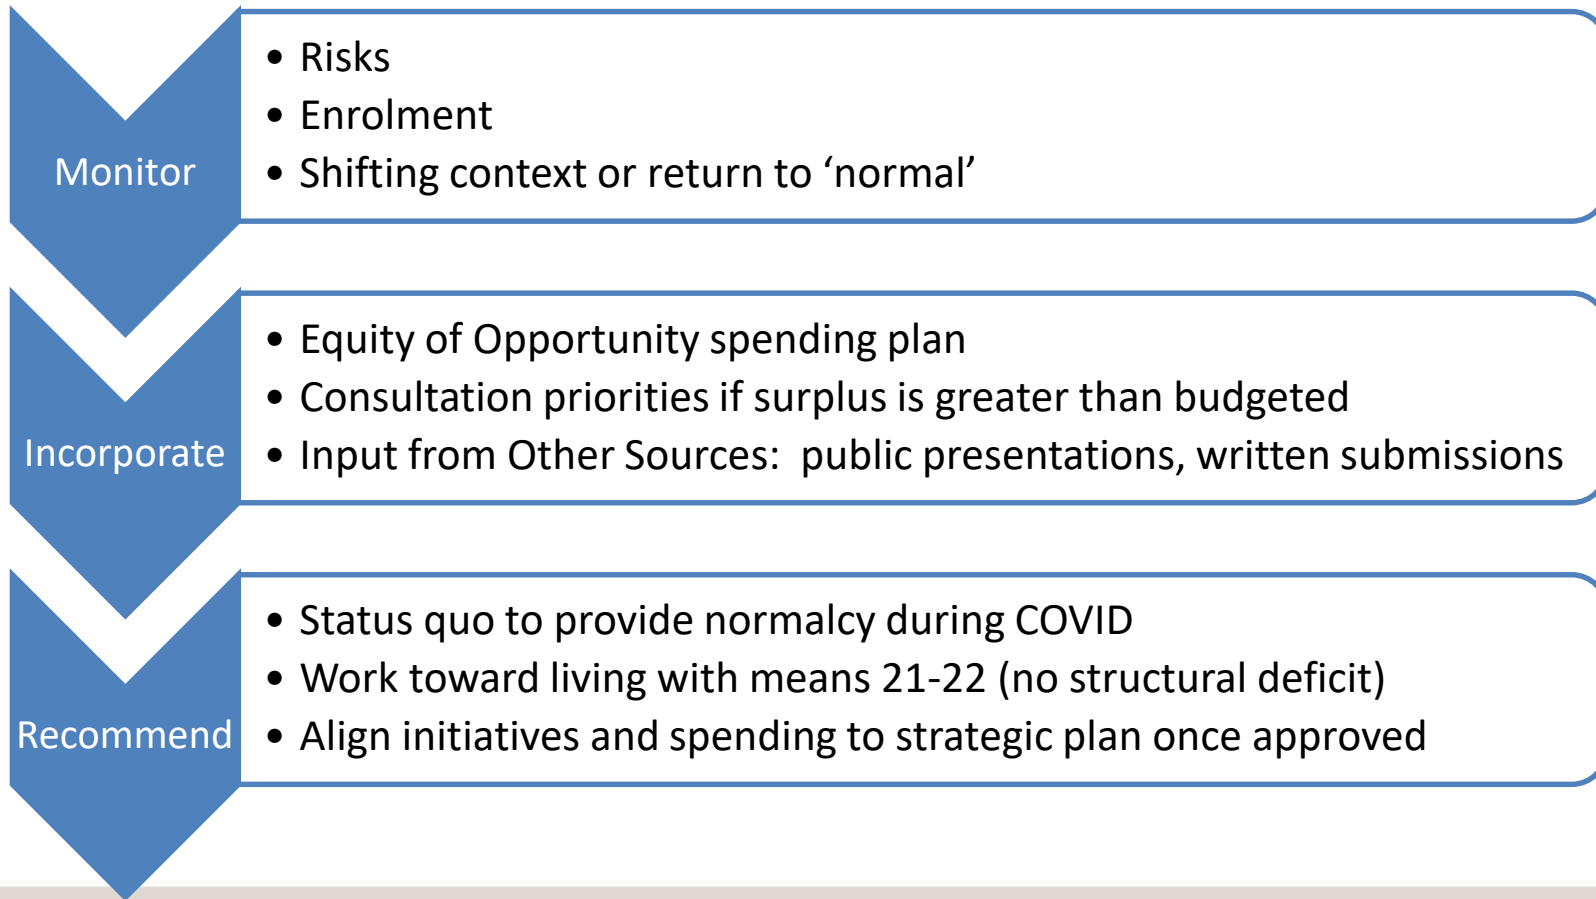 Monitor
• Risks
• Enrolment
• Shifting context or return to ‘normal’
Incorporate
• Equity of Opportunity spending plan
• Consultation priorities if surplus is greater than budgeted
• Input from Other Sources:  public presentations, written submissions
Recommend
• Status quo to provide normalcy during COVID
• Work toward living with means 21-22 (no structural deficit)
• Align initiatives and spending to strategic plan once approved